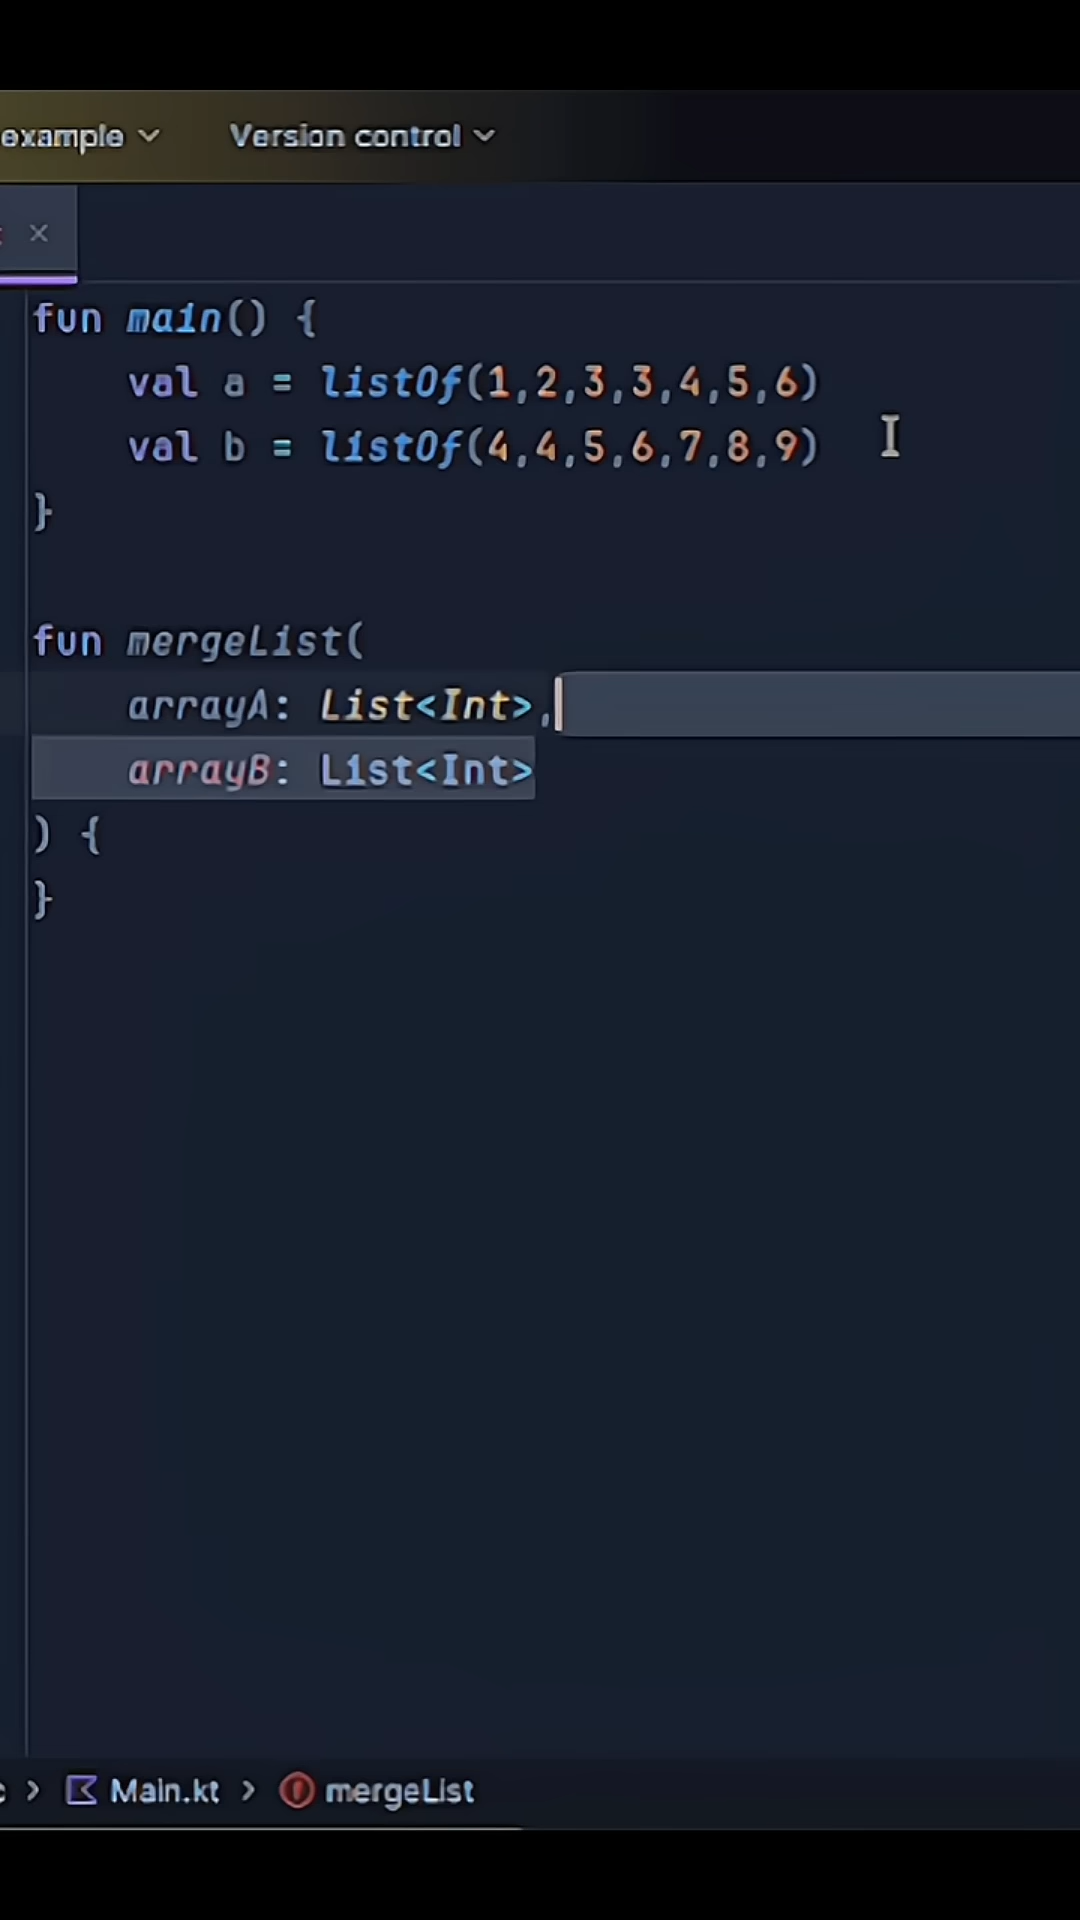 example Version control
fun main() {
val a = listOf(1,2,3,3,4,5,6)
val b = listOf(4,4,5,6,7,8,9)
}
fun mergeList(
arrayA: List<Int>,
arrayB: List<Int>
) {
}
Main.kt > mergeList